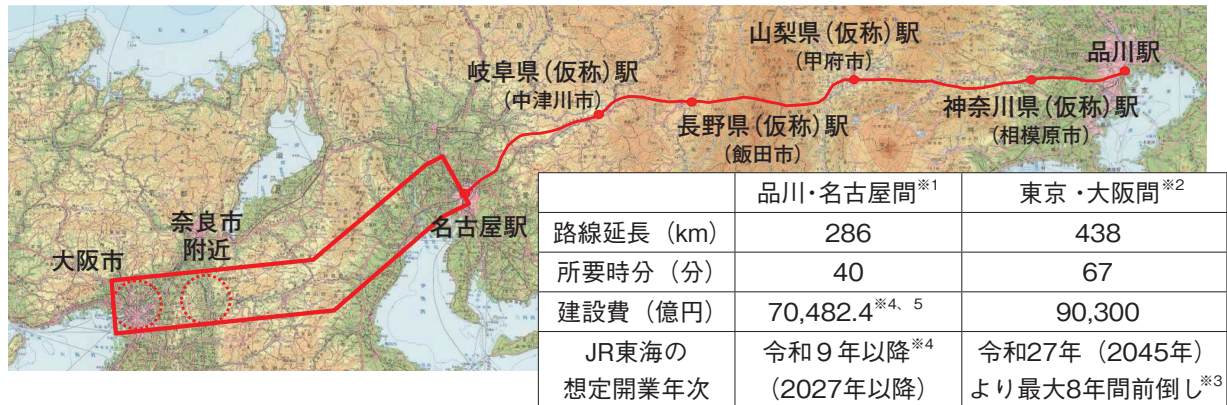 岐阜県(仮称)駅
(中津川市)
山梨県(仮称)駅
(甲府市)
品川駅
長野県(仮称)駅
(飯田市)
神奈川県(仮称)駅
(相模原市)
奈良市
附近
大阪市
名古屋駅
品川・名古屋間※1 東京・大阪間※2
路線延長(km) 286 438
所要時分(分) 40 67
建設費(億円) 70,482.4※4、5 90,300
JR東海の 令和9年以降※4 令和27年(2045年)
想定開業年次 (2027年以降) より最大8年間前倒し※3